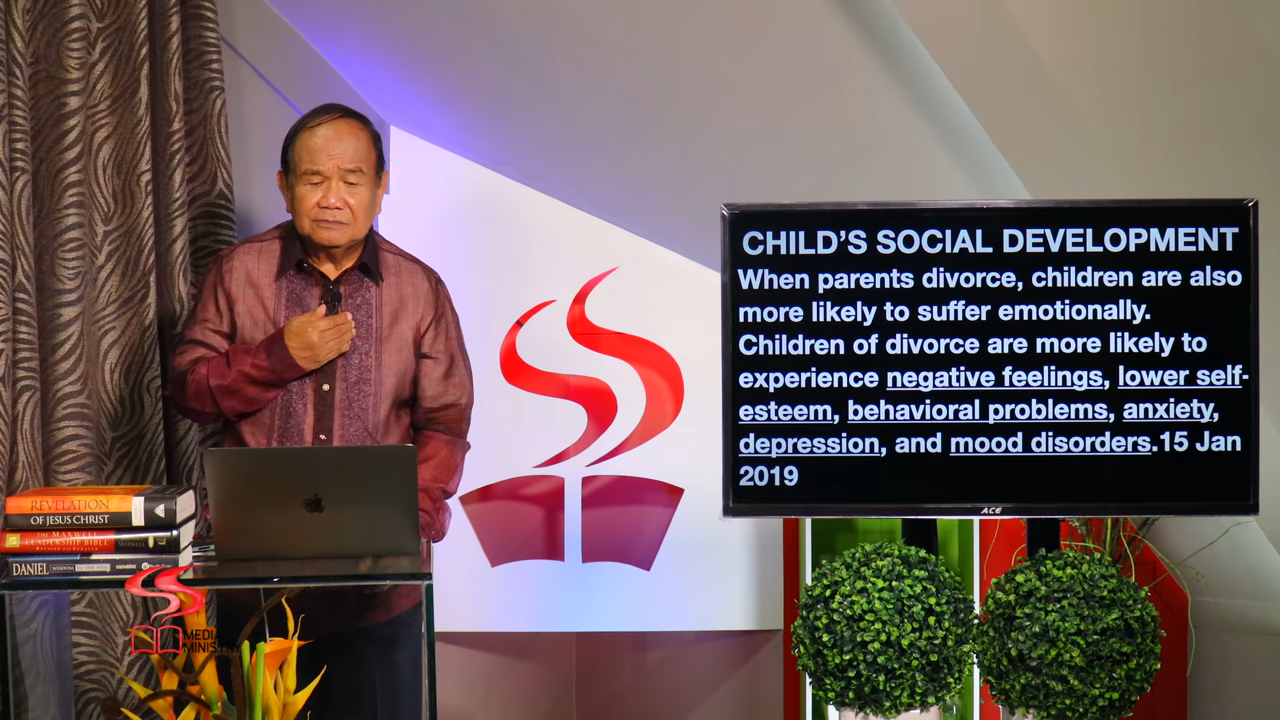 CHILD'S SOCIAL DEVELOPMENT
When parents divorce, children are also
more likely to suffer emotionally.
Children of divorce are more likely to
experience negative feelings, lower self-
esteem, behavioral problems, anxiety,
depression, and mood disorders.15 Jan
2019
ACE
REVELATION
OF JESUS CHRIST
THE MAXWELL
LEADERSHIP BIBLE
MAXWELL
DANIEL
MEDIA
MINISTRY